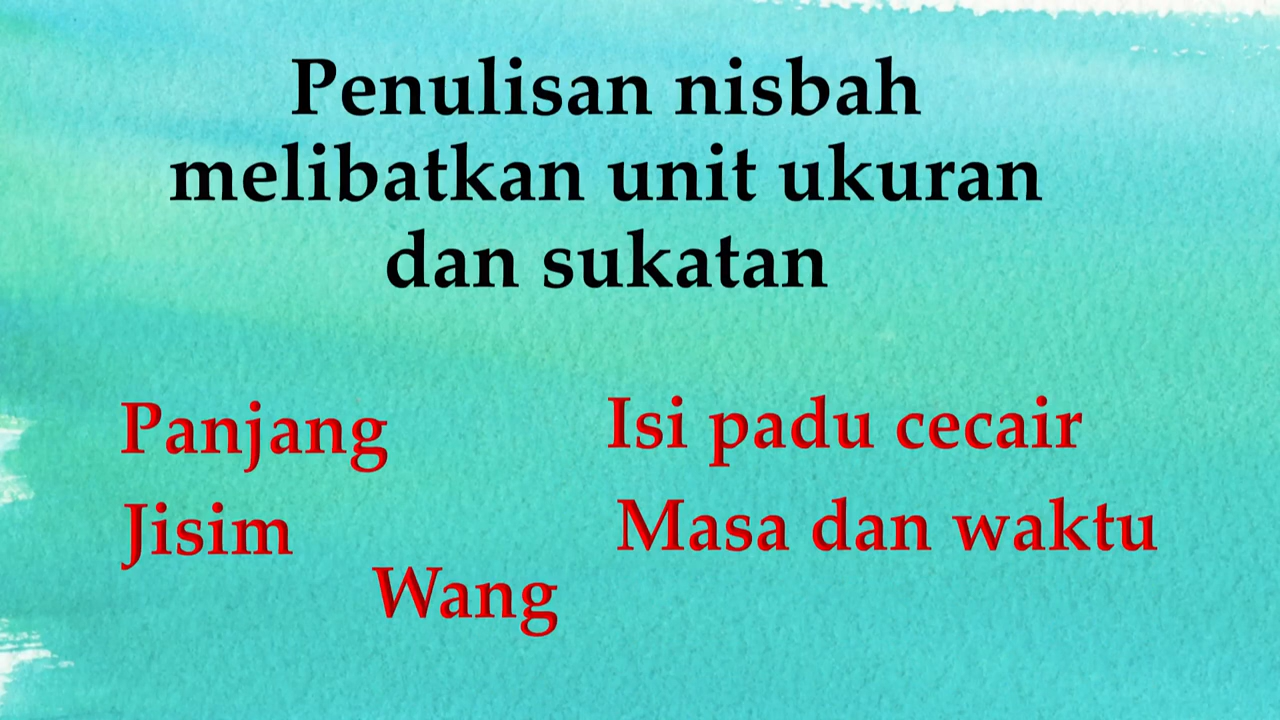 Penulisan nisbah
melibatkan unit ukuran
dan sukatan
Panjang
Isi padu cecair
Jisim
Masa dan waktu
Wang